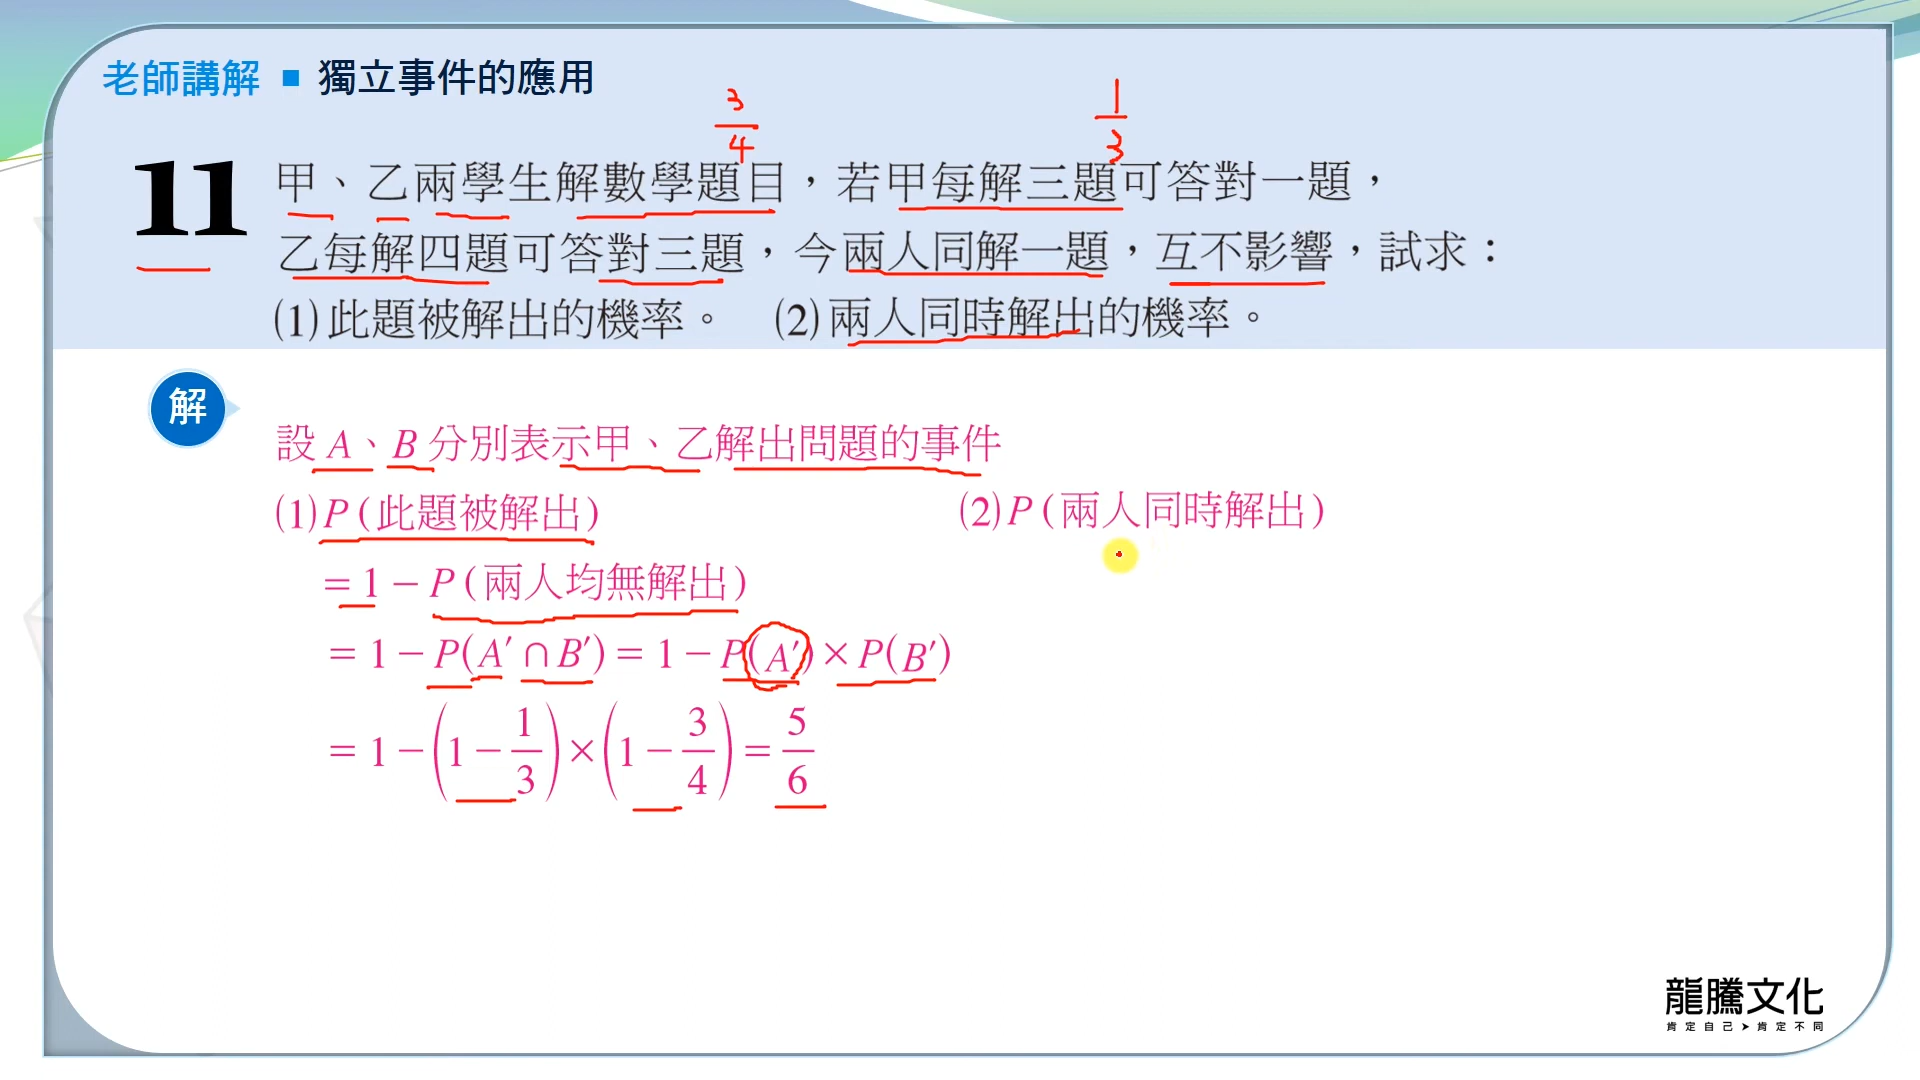 老師講解 ■ 獨立事件的應用
3/4
1/3
11 甲、乙兩學生解數學題目，若甲每解三題可答對一題，
乙每解四題可答對三題，今兩人同解一題，互不影響，試求：
(1)此題被解出的機率。 (2)兩人同時解出的機率。
解
設 A、B 分別表示甲、乙解出問題的事件
(1)P(此題被解出)
(2)P(兩人同時解出)
= 1 − P(兩人均無解出)
= 1 − P(A′ ∩ B′) = 1 − P(A′) × P(B′)
= 1 − (1 − 1/3) × (1 − 3/4) = 5/6
龍騰文化
肯定自己➤肯定不同